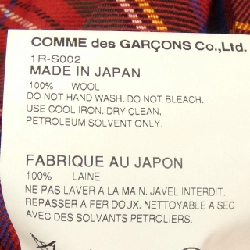 COMME des GARÇONS Co., Ltd.
1R-S002
MADE IN JAPAN
100% WOOL
DO NOT HAND WASH. DO NOT BLEACH.
USE COOL IRON. DRY CLEAN,
PETROLEUM SOLVENT ONLY.
FABRIQUE AU JAPON
100% LAINE
NE PAS LAVER A LA MAIN. JAVEL INTERDIT.
REPASSER A FER DOUX. NETTOYABLE A SEC
AVEC DES SOLVANTS PETROLIERS.